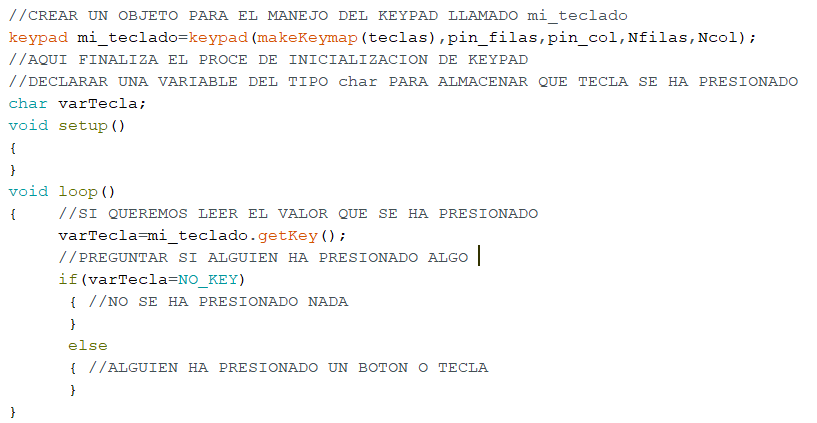 //CREAR UN OBJETO PARA EL MANEJO DEL KEYPAD LLAMADO mi_teclado
keypad mi_teclado=keypad(makeKeymap(teclas),pin_filas,pin_col,Nfilas,Ncol);
//AQUI FINALIZA EL PROCE DE INICIALIZACION DE KEYPAD
//DECLARAR UNA VARIABLE DEL TIPO char PARA ALMACENAR QUE TECLA SE HA PRESIONADO
char varTecla;
void setup()
{
}
void loop()
{    //SI QUEREMOS LEER EL VALOR QUE SE HA PRESIONADO
     varTecla=mi_teclado.getKey();
     //PREGUNTAR SI ALGUIEN HA PRESIONADO ALGO
     if(varTecla=NO_KEY)
      { //NO SE HA PRESIONADO NADA
      }
      else
      { //ALGUIEN HA PRESIONADO UN BOTON O TECLA
      }
}